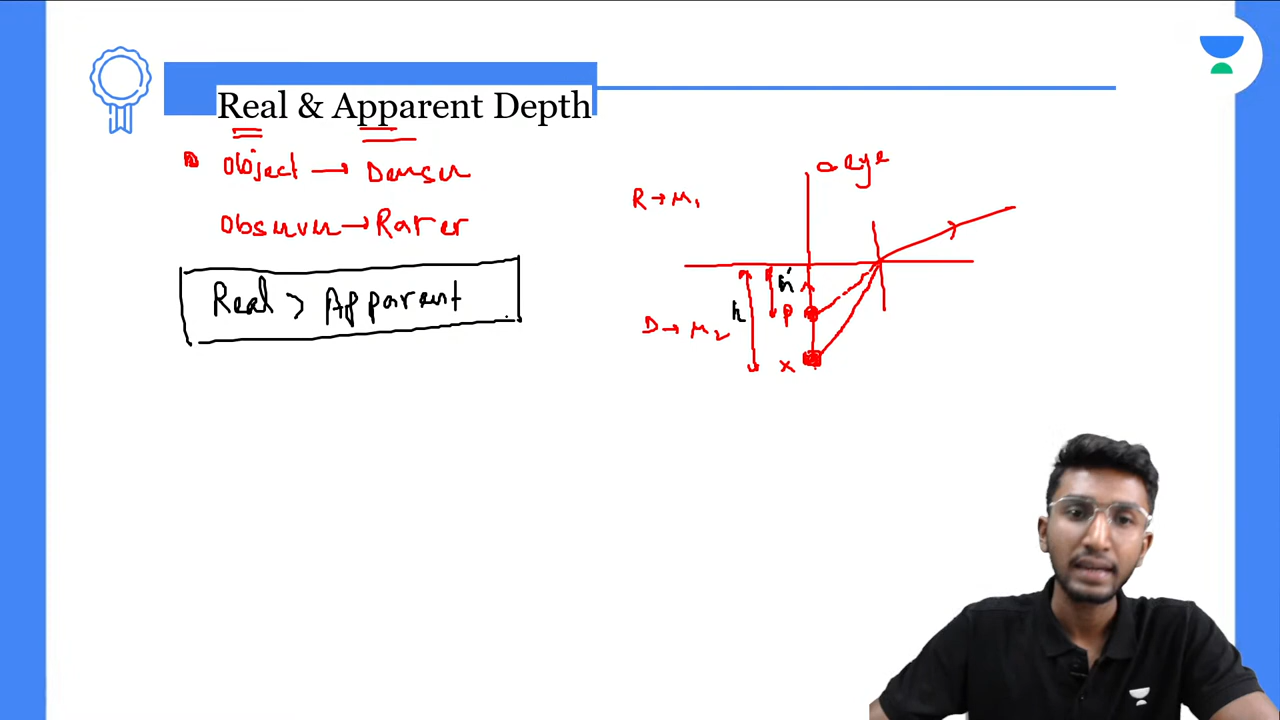 Real & Apparent Depth
Object → Denser
Observer → Rarer
Real > Apparent
eye
R → μ₁
h'
h
P
D → μ₂
x